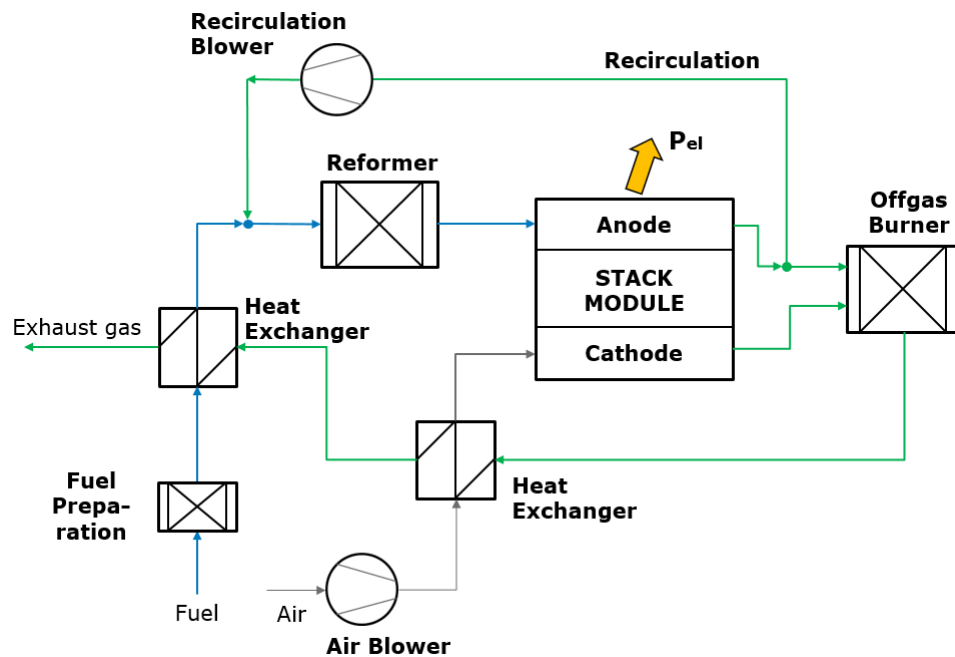 Recirculation
Blower
Recirculation
Pel
Reformer
Offgas
Burner
Anode
STACK
MODULE
Cathode
Heat
Exchanger
Exhaust gas
Heat
Exchanger
Fuel
Prepa-
ration
Fuel
Air
Air Blower